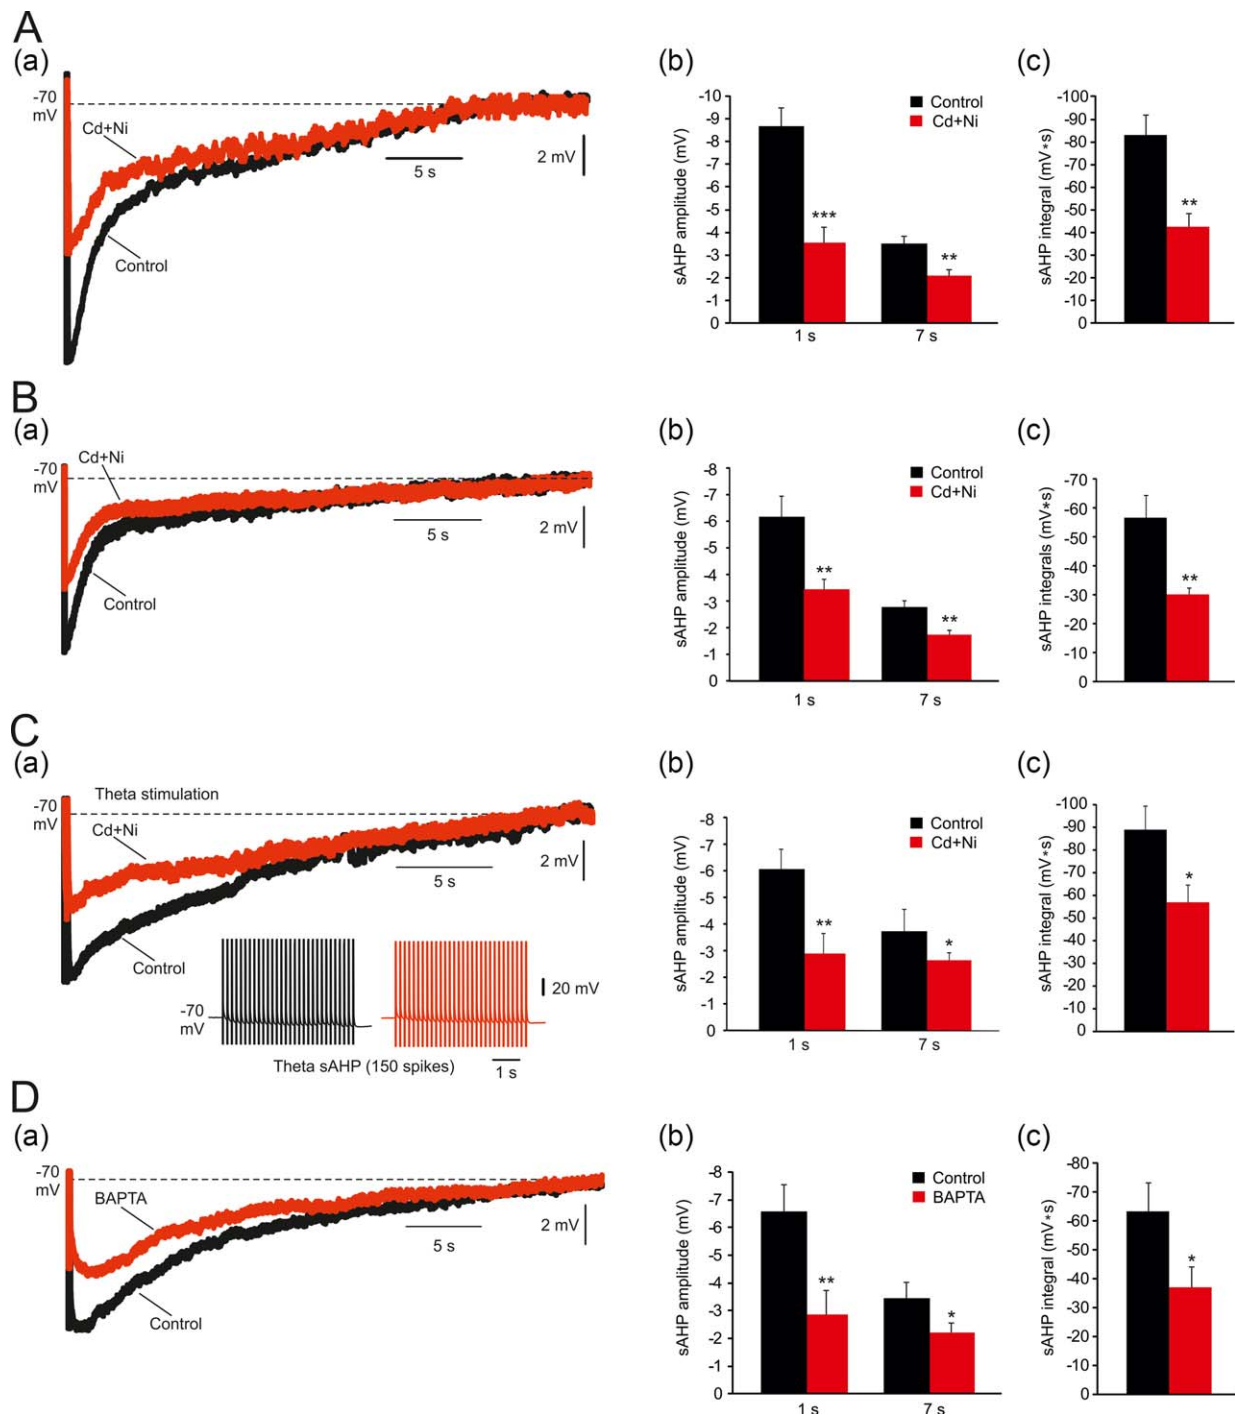 A
(a)
-70
mV
Cd+Ni
Control
5 s
2 mV
(b)
sAHP amplitude (mV)
-10
-9
-8
-7
-6
-5
-4
-3
-2
-1
0
Control
Cd+Ni
***
**
1 s
7 s
(c)
sAHP integral (mV*s)
-100
-90
-80
-70
-60
-50
-40
-30
-20
-10
0
**
B
(a)
-70
mV
Cd+Ni
Control
5 s
2 mV
(b)
sAHP amplitude (mV)
-8
-7
-6
-5
-4
-3
-2
-1
0
Control
Cd+Ni
**
**
1 s
7 s
(c)
sAHP integrals (mV*s)
-70
-60
-50
-40
-30
-20
-10
0
**
C
(a)
Theta stimulation
-70
mV
Cd+Ni
Control
5 s
2 mV
-70
mV
20 mV
Theta sAHP (150 spikes)
1 s
(b)
sAHP amplitude (mV)
-8
-7
-6
-5
-4
-3
-2
-1
0
Control
Cd+Ni
**
*
1 s
7 s
(c)
sAHP integral (mV*s)
-100
-90
-80
-70
-60
-50
-40
-30
-20
-10
0
*
D
(a)
-70
mV
BAPTA
Control
5 s
2 mV
(b)
sAHP amplitude (mV)
-8
-7
-6
-5
-4
-3
-2
-1
0
Control
BAPTA
**
*
1 s
7 s
(c)
sAHP integral (mV*s)
-80
-70
-60
-50
-40
-30
-20
-10
0
*